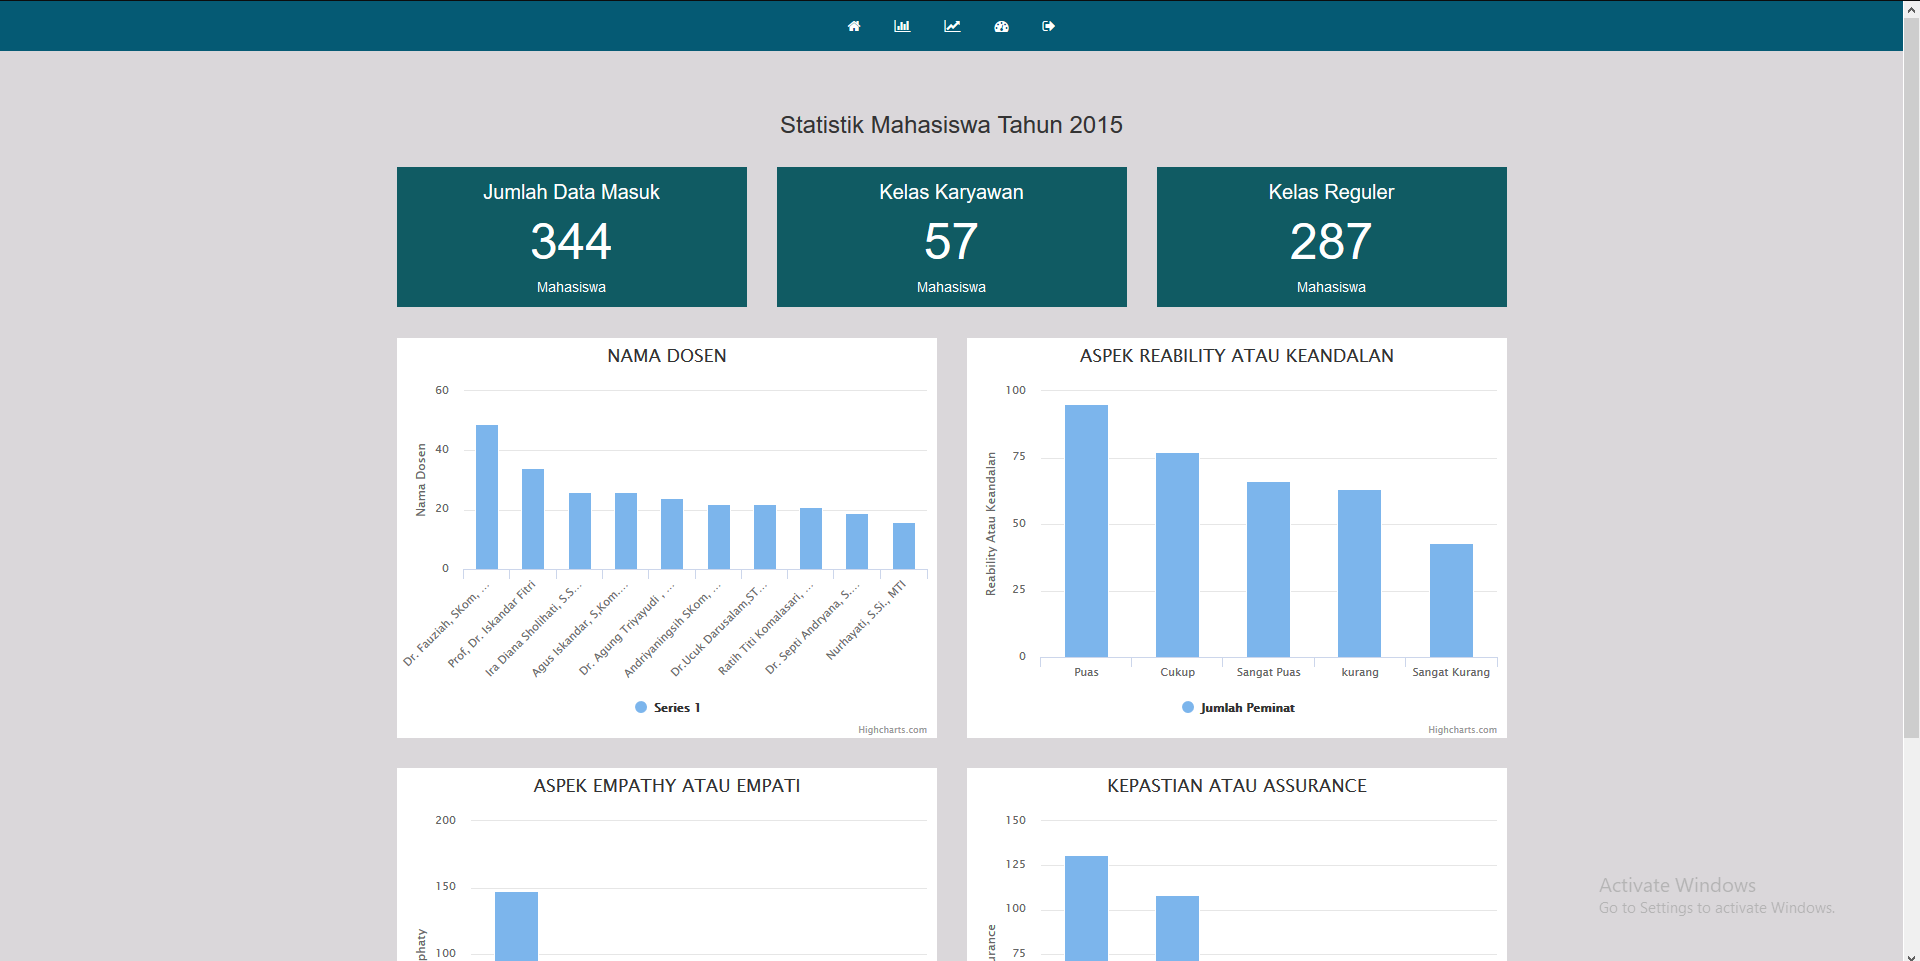 Statistik Mahasiswa Tahun 2015
Jumlah Data Masuk
344
Mahasiswa
Kelas Karyawan
57
Mahasiswa
Kelas Reguler
287
Mahasiswa
NAMA DOSEN
Nama Dosen
60
40
20
0
Dr. Fauziah, SKom, ...
Prof, Dr. Iskandar Fitri
Ira Diana Sholihati, S.S...
Agus Iskandar, S,Kom....
Dr. Agung Triyayudi , ...
Andriyaningsih SKom, ...
Dr.Ucuk Darusalam,ST...
Ratih Titi Komalasari, ...
Dr. Septi Andryana, S....
Nurhayati, S.Si., MTI
Series 1
Highcharts.com
ASPEK REABILITY ATAU KEANDALAN
Reability Atau Keandalan
100
75
50
25
0
Puas
Cukup
Sangat Puas
kurang
Sangat Kurang
Jumlah Peminat
Highcharts.com
ASPEK EMPATHY ATAU EMPATI
phaty
200
150
100
KEPASTIAN ATAU ASSURANCE
urance
150
125
100
75
Activate Windows
Go to Settings to activate Windows.